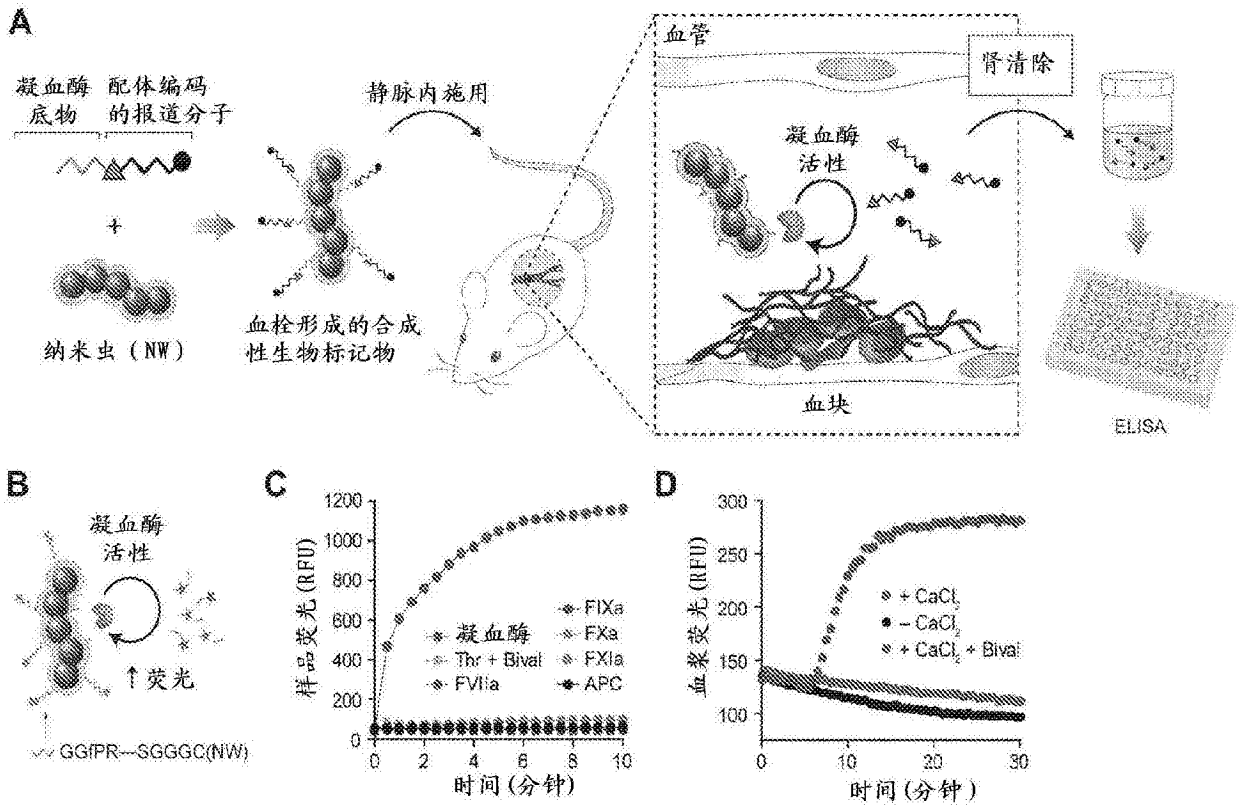 A
凝血酶
底物
配体编码
的报道分子
+
纳米虫（NW）
血栓形成的合成
性生物标记物
静脉内施用
血管
凝血酶
活性
血块
肾清除
ELISA
B
凝血酶
活性
↑荧光
GGfPR—SGGGC(NW)
C
样品荧光(RFU)
1200
1000
800
600
400
200
0
凝血酶
Thr + Bival
FVIIa
FIXa
FXa
FXIa
APC
0 2 4 6 8 10
时间(分钟)
D
血浆荧光(RFU)
300
250
200
150
100
+ CaCl₂
– CaCl₂
+ CaCl₂ + Bival
0 10 20 30
时间(分钟)